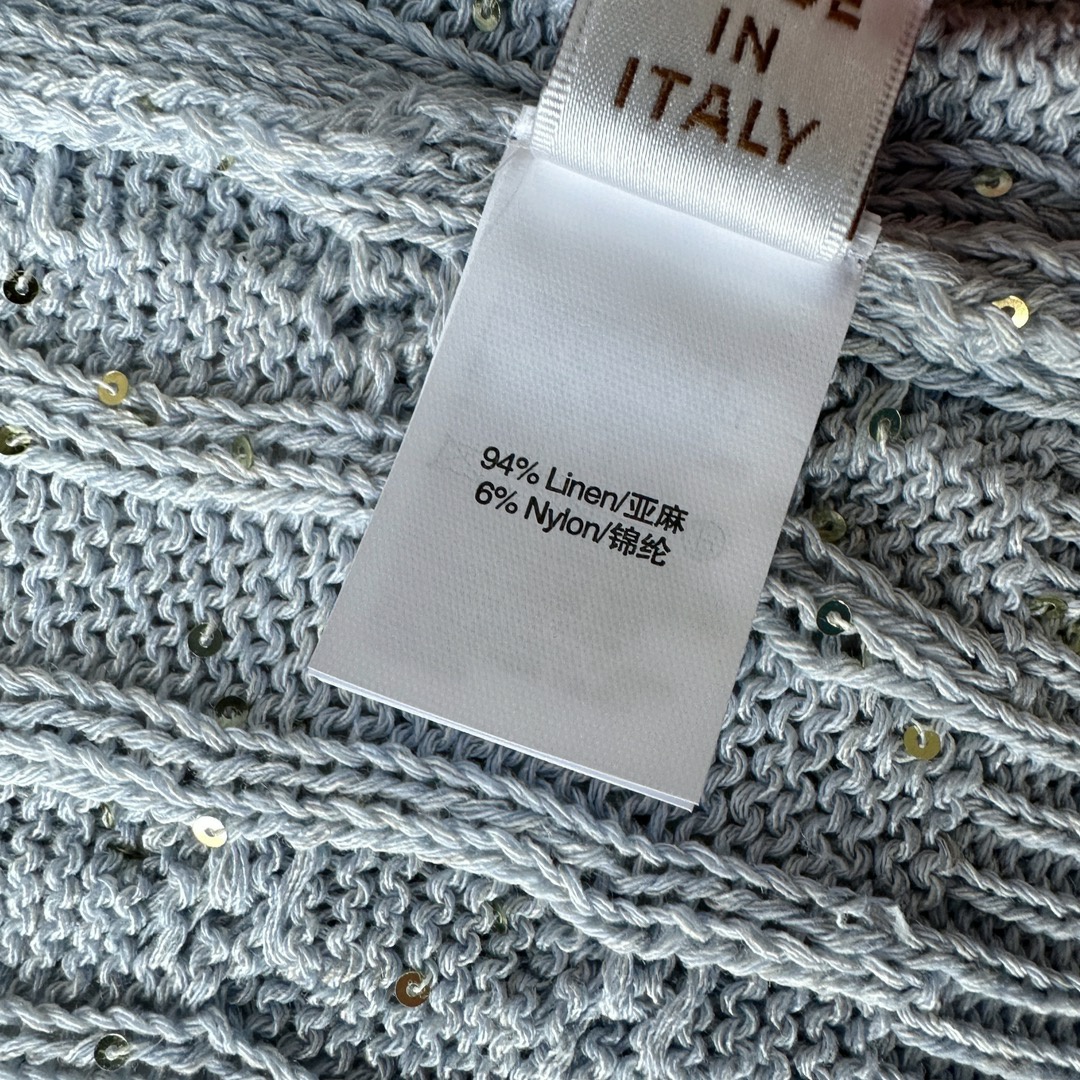 IN
ITALY
94% Linen/亚麻
6% Nylon/锦纶